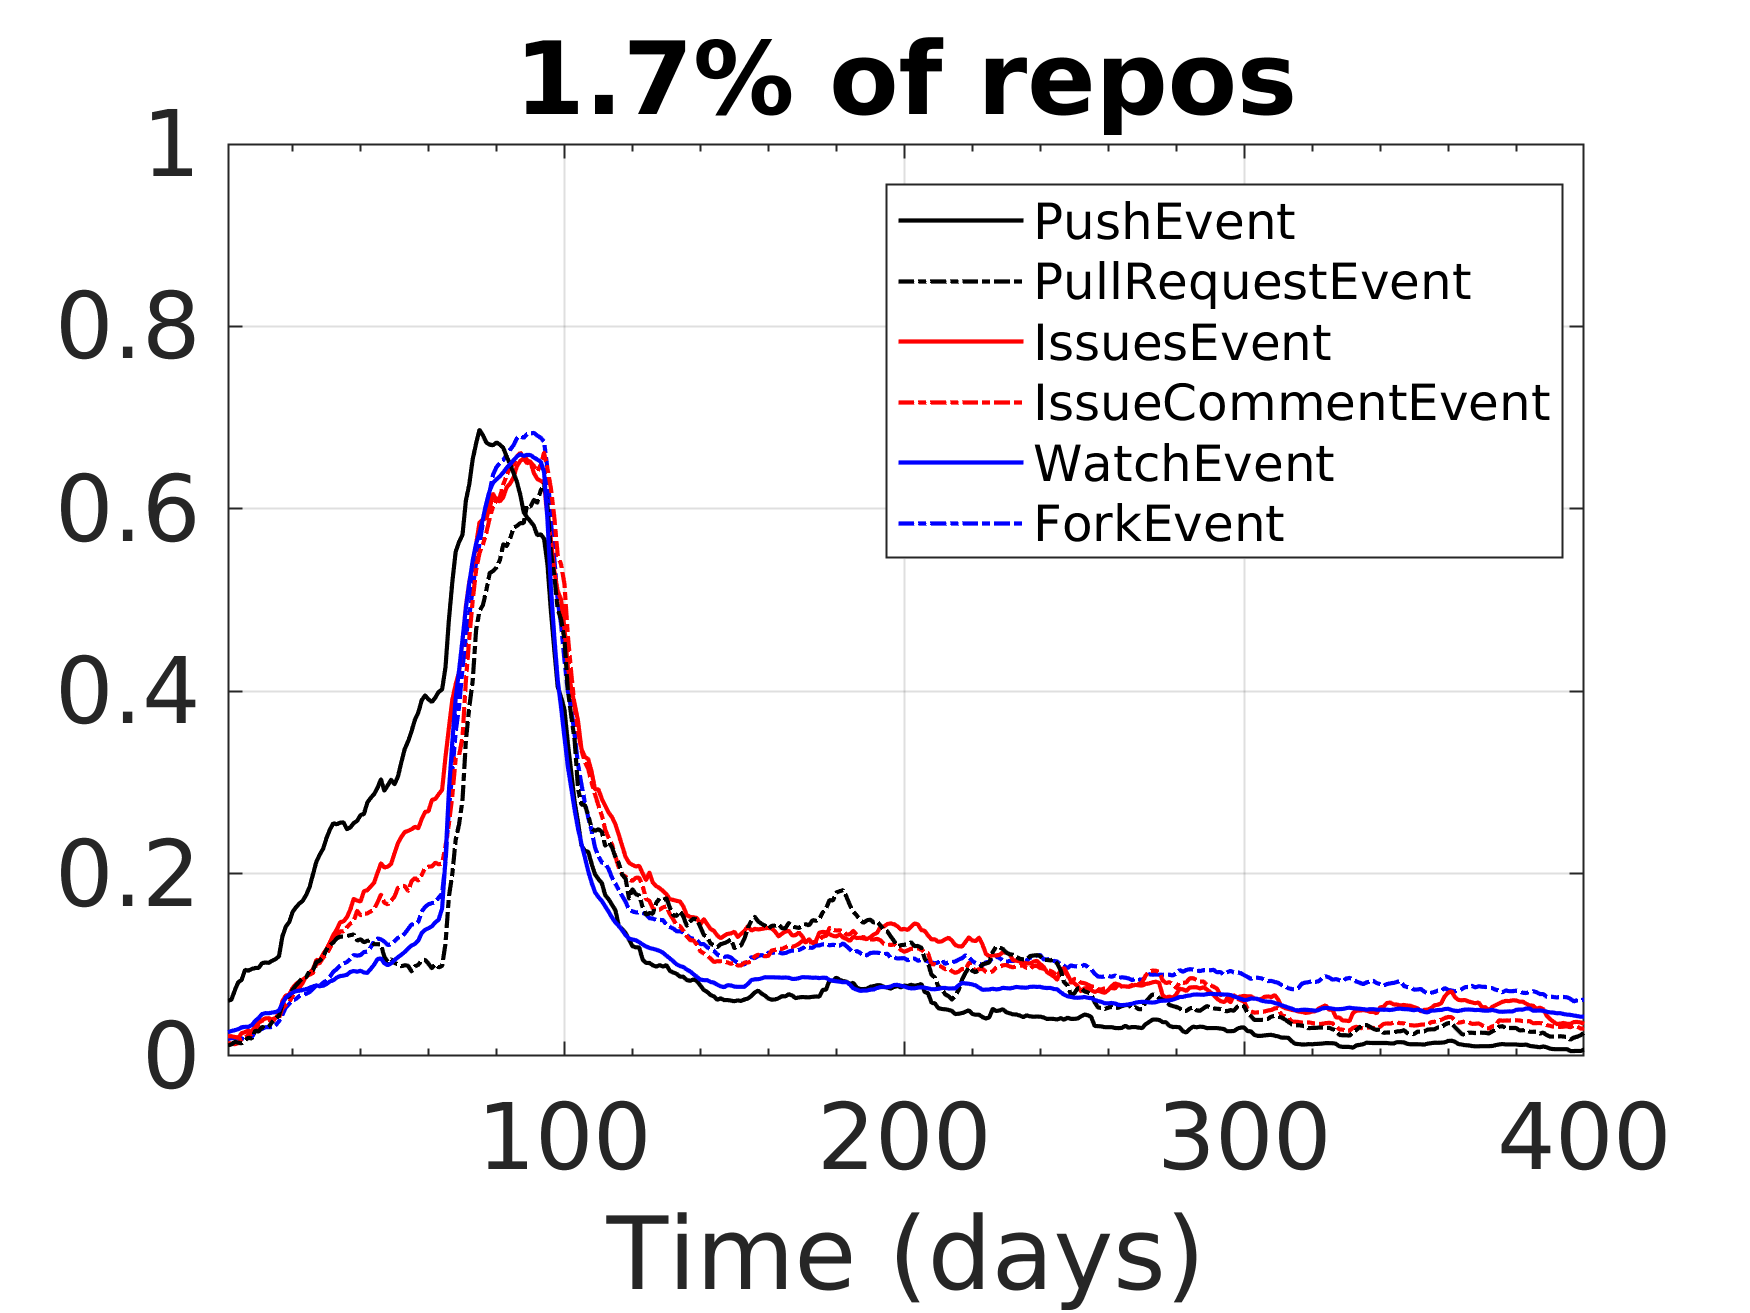 1.7% of repos
1
0.8
0.6
0.4
0.2
0
PushEvent
PullRequestEvent
IssuesEvent
IssueCommentEvent
WatchEvent
ForkEvent
100 200 300 400
Time (days)